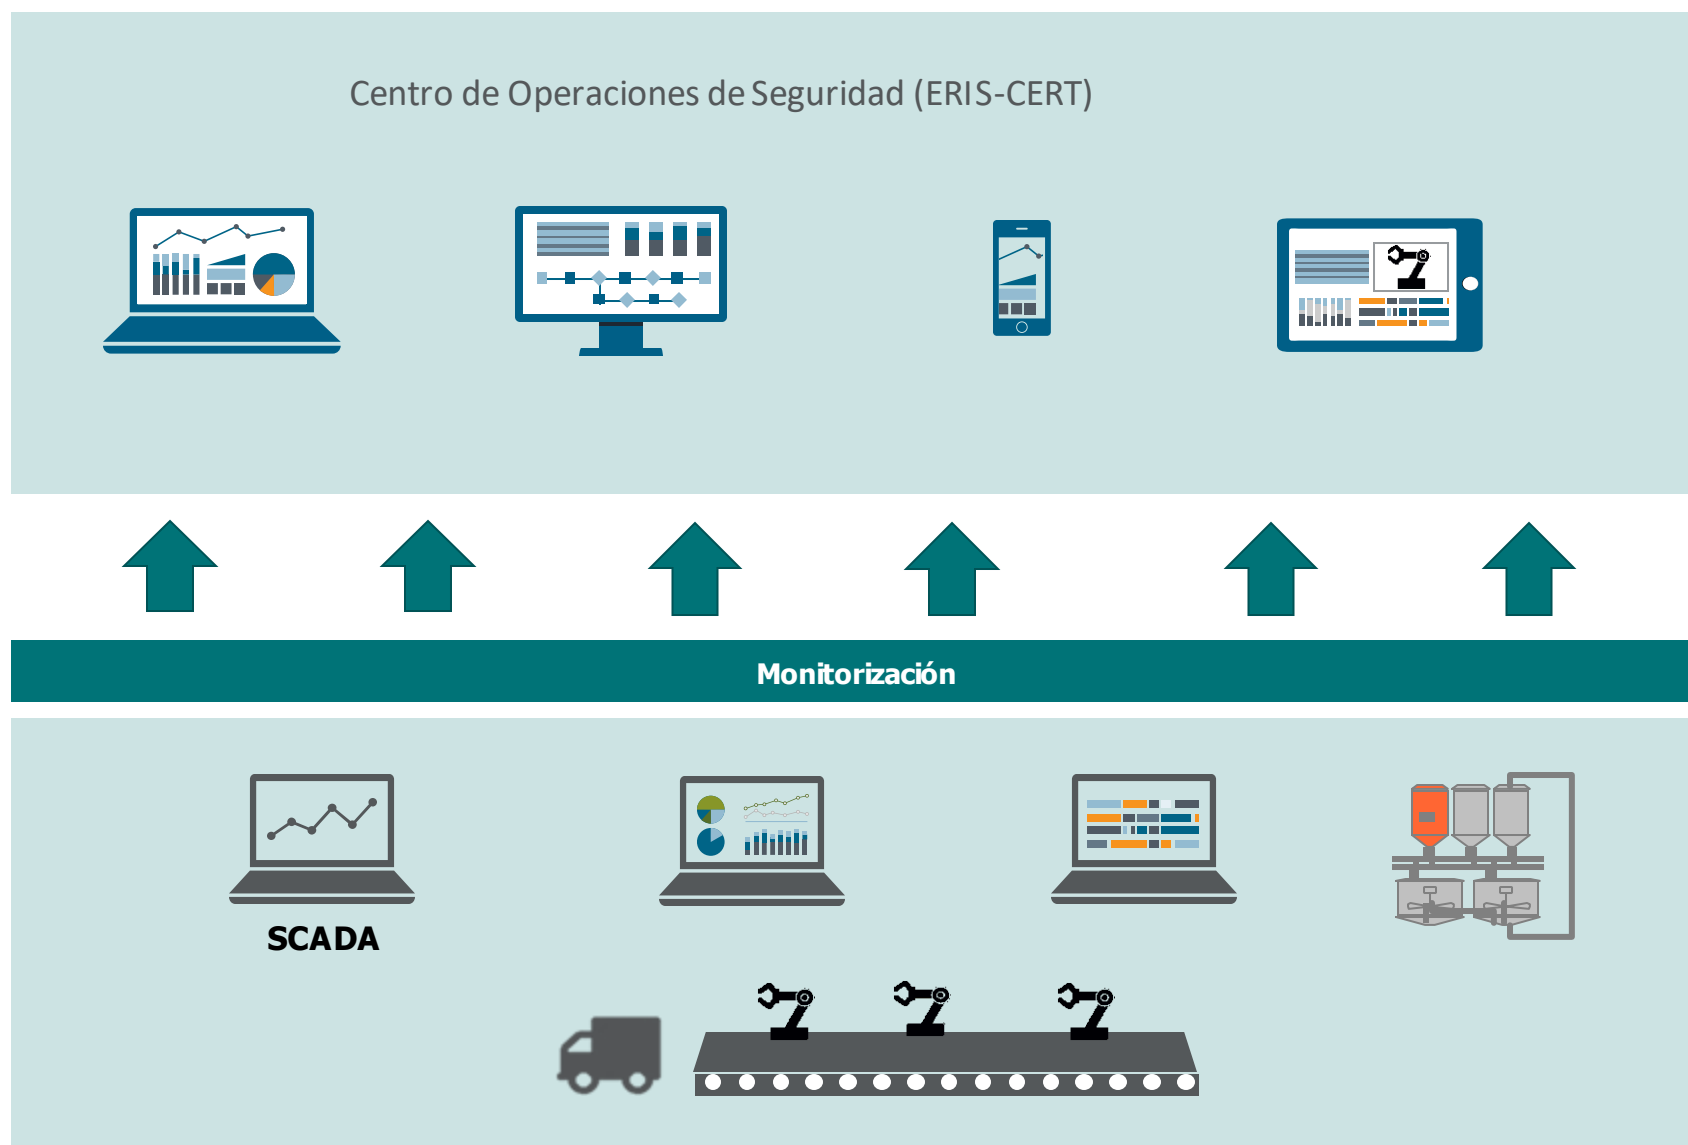 Centro de Operaciones de Seguridad (ERIS-CERT)
Monitorización
SCADA